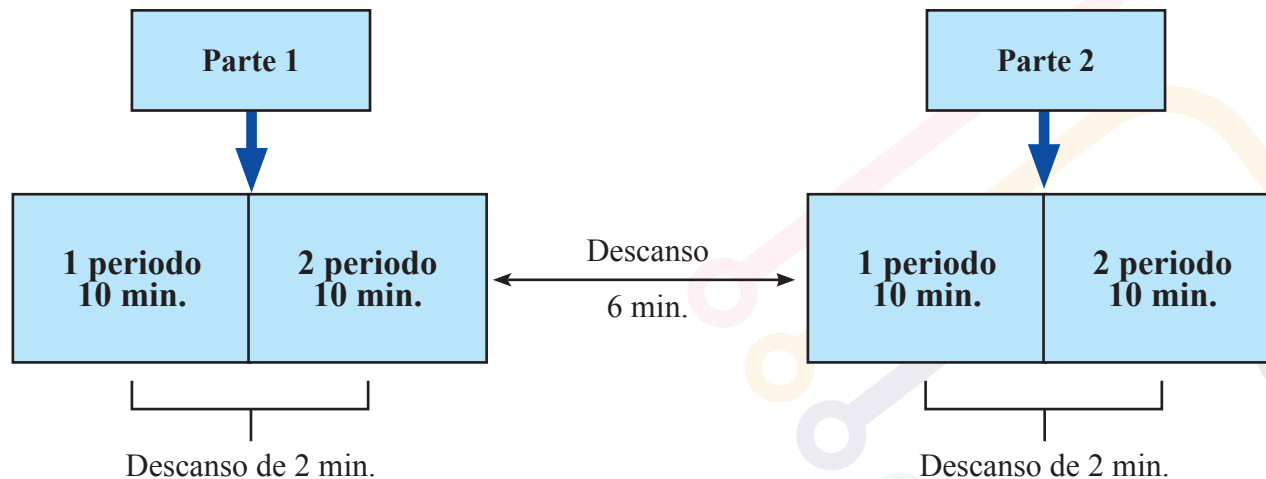 Parte 1
Parte 2
1 periodo
10 min.
2 periodo
10 min.
Descanso
6 min.
1 periodo
10 min.
2 periodo
10 min.
Descanso de 2 min.
Descanso de 2 min.